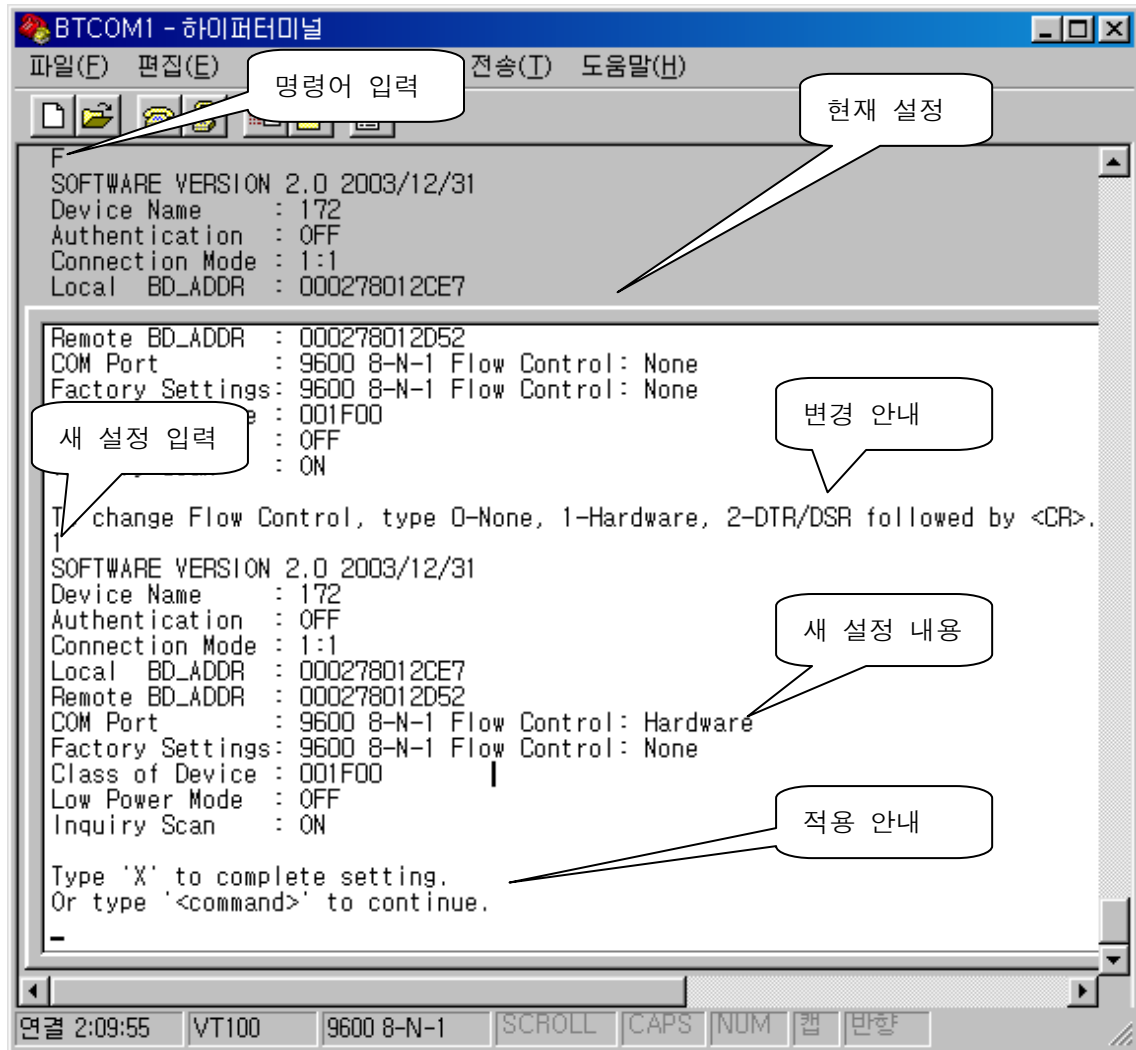 BTCOM1 - 하이퍼터미널
파일(F) 편집(E) 전송(T) 도움말(H)
명령어 입력
현재 설정
F
SOFTWARE VERSION 2.0 2003/12/31
Device Name : 172
Authentication : OFF
Connection Mode : 1:1
Local BD_ADDR : 000278012CE7
Remote BD_ADDR : 000278012D52
COM Port : 9600 8-N-1 Flow Control: None
Factory Settings: 9600 8-N-1 Flow Control: None
: 001F00
변경 안내
새 설정 입력
: OFF
: ON
change Flow Control, type 0-None, 1-Hardware, 2-DTR/DSR followed by <CR>.
1
SOFTWARE VERSION 2.0 2003/12/31
Device Name : 172
Authentication : OFF
Connection Mode : 1:1
새 설정 내용
Local BD_ADDR : 000278012CE7
Remote BD_ADDR : 000278012D52
COM Port : 9600 8-N-1 Flow Control: Hardware
Factory Settings: 9600 8-N-1 Flow Control: None
Class of Device : 001F00
Low Power Mode : OFF
Inquiry Scan : ON
적용 안내
Type 'X' to complete setting.
Or type '<command>' to continue.
연결 2:09:55 VT100 9600 8-N-1 SCROLL CAPS NUM 캡 반향